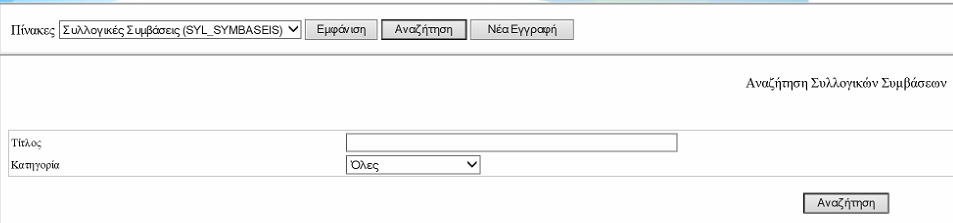 Πίνακες Συλλογικές Συμβάσεις (SYL_SYMBASEIS) Εμφάνιση Αναζήτηση Νέα Εγγραφή
Αναζήτηση Συλλογικών Συμβάσεων
Τίτλος
Κατηγορία Όλες
Αναζήτηση